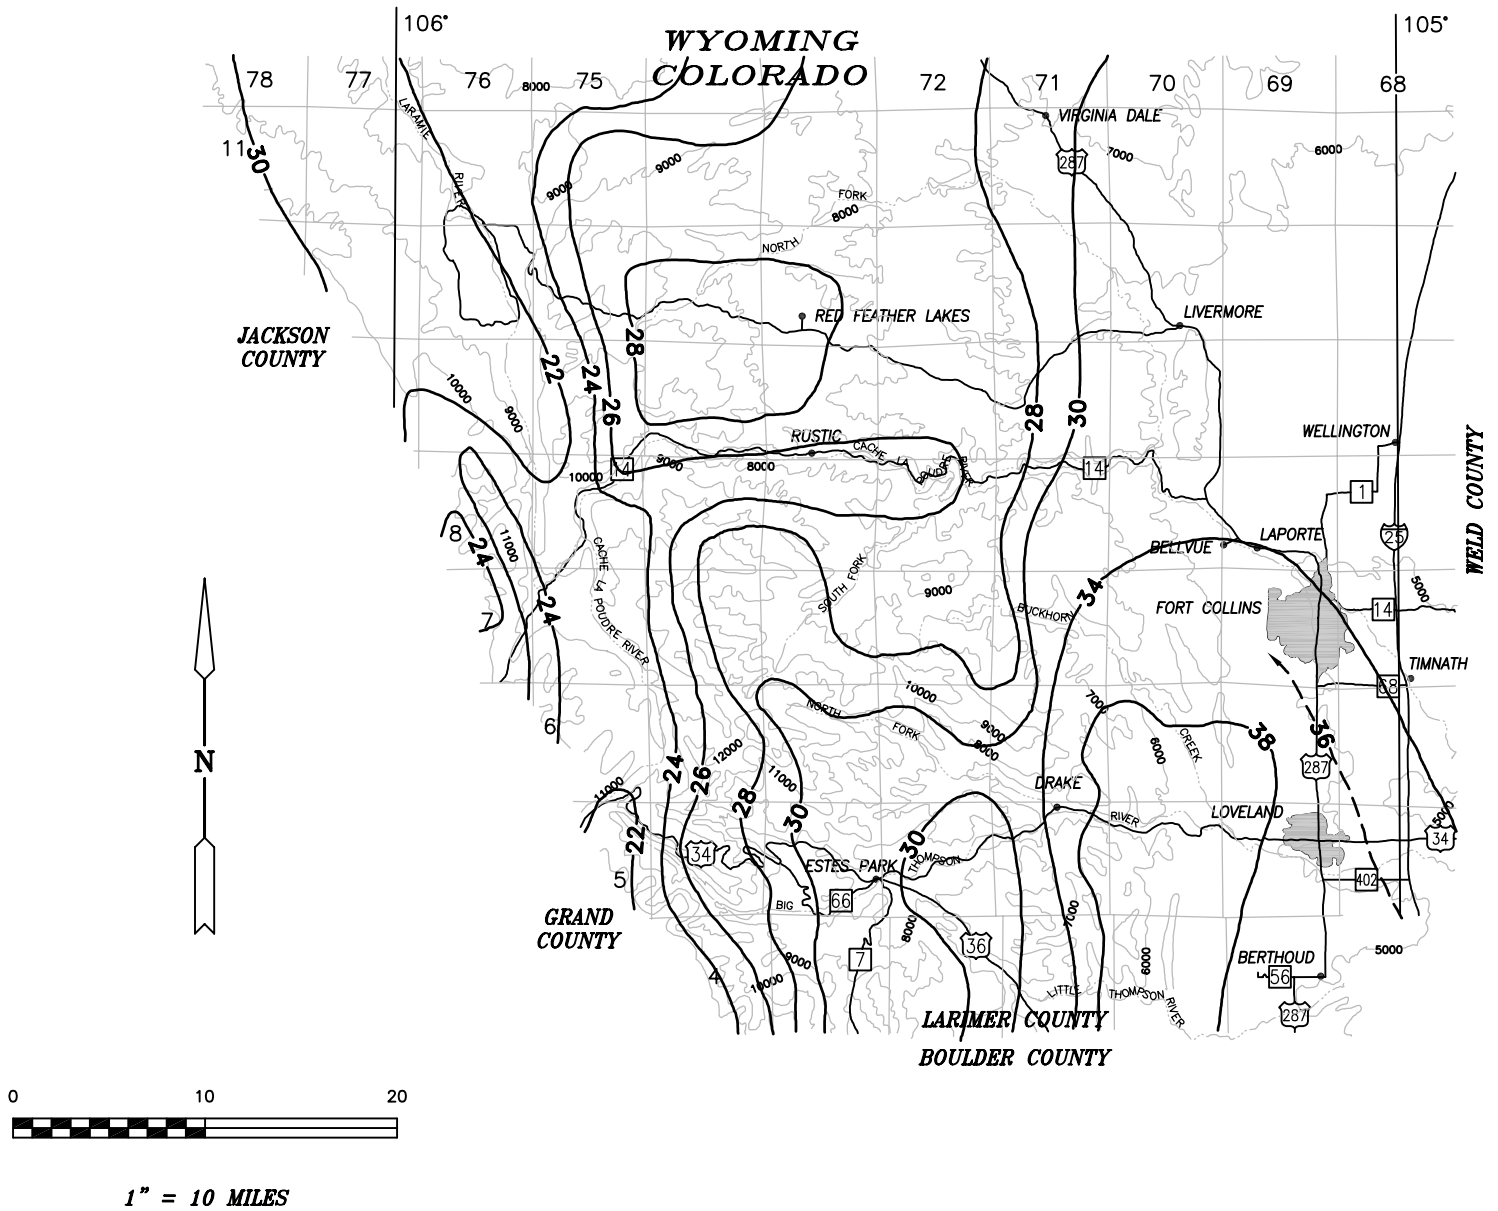 106°
WYOMING
105°
COLORADO
78
77
76
75
72
71
70
69
68
8000
LARAMIE
VIRGINIA DALE
11
30
9000
287
7000
6000
RIVER
9000
FORK
8000
NORTH
RED FEATHER LAKES
LIVERMORE
JACKSON
COUNTY
28
22
24
10000
9000
26
28
30
RUSTIC
WELLINGTON
CACHE LA
POUDRE
RIVER
14
9000
8000
10000
14
1
WELD COUNTY
8
24
11000
25
LAPORTE
BELLVUE
CACHE LA POUDRE RIVER
SOUTH FORK
9000
34
5000
24
BUCKHORN
FORT COLLINS
14
7
TIMNATH
68
10000
7000
NORTH
FORK
9000
8000
6
12000
6000
CREEK
38
36
N
24
26
11000
287
DRAKE
11000
28
30
LOVELAND
RIVER
5000
22
30
34
34
THOMPSON
ESTES PARK
5
66
402
BIG
7000
GRAND
COUNTY
8000
36
7
9000
6000
5000
BERTHOUD
56
4
10000
LITTLE
THOMPSON
RIVER
287
LARIMER COUNTY
BOULDER COUNTY
0
10
20
1" = 10 MILES